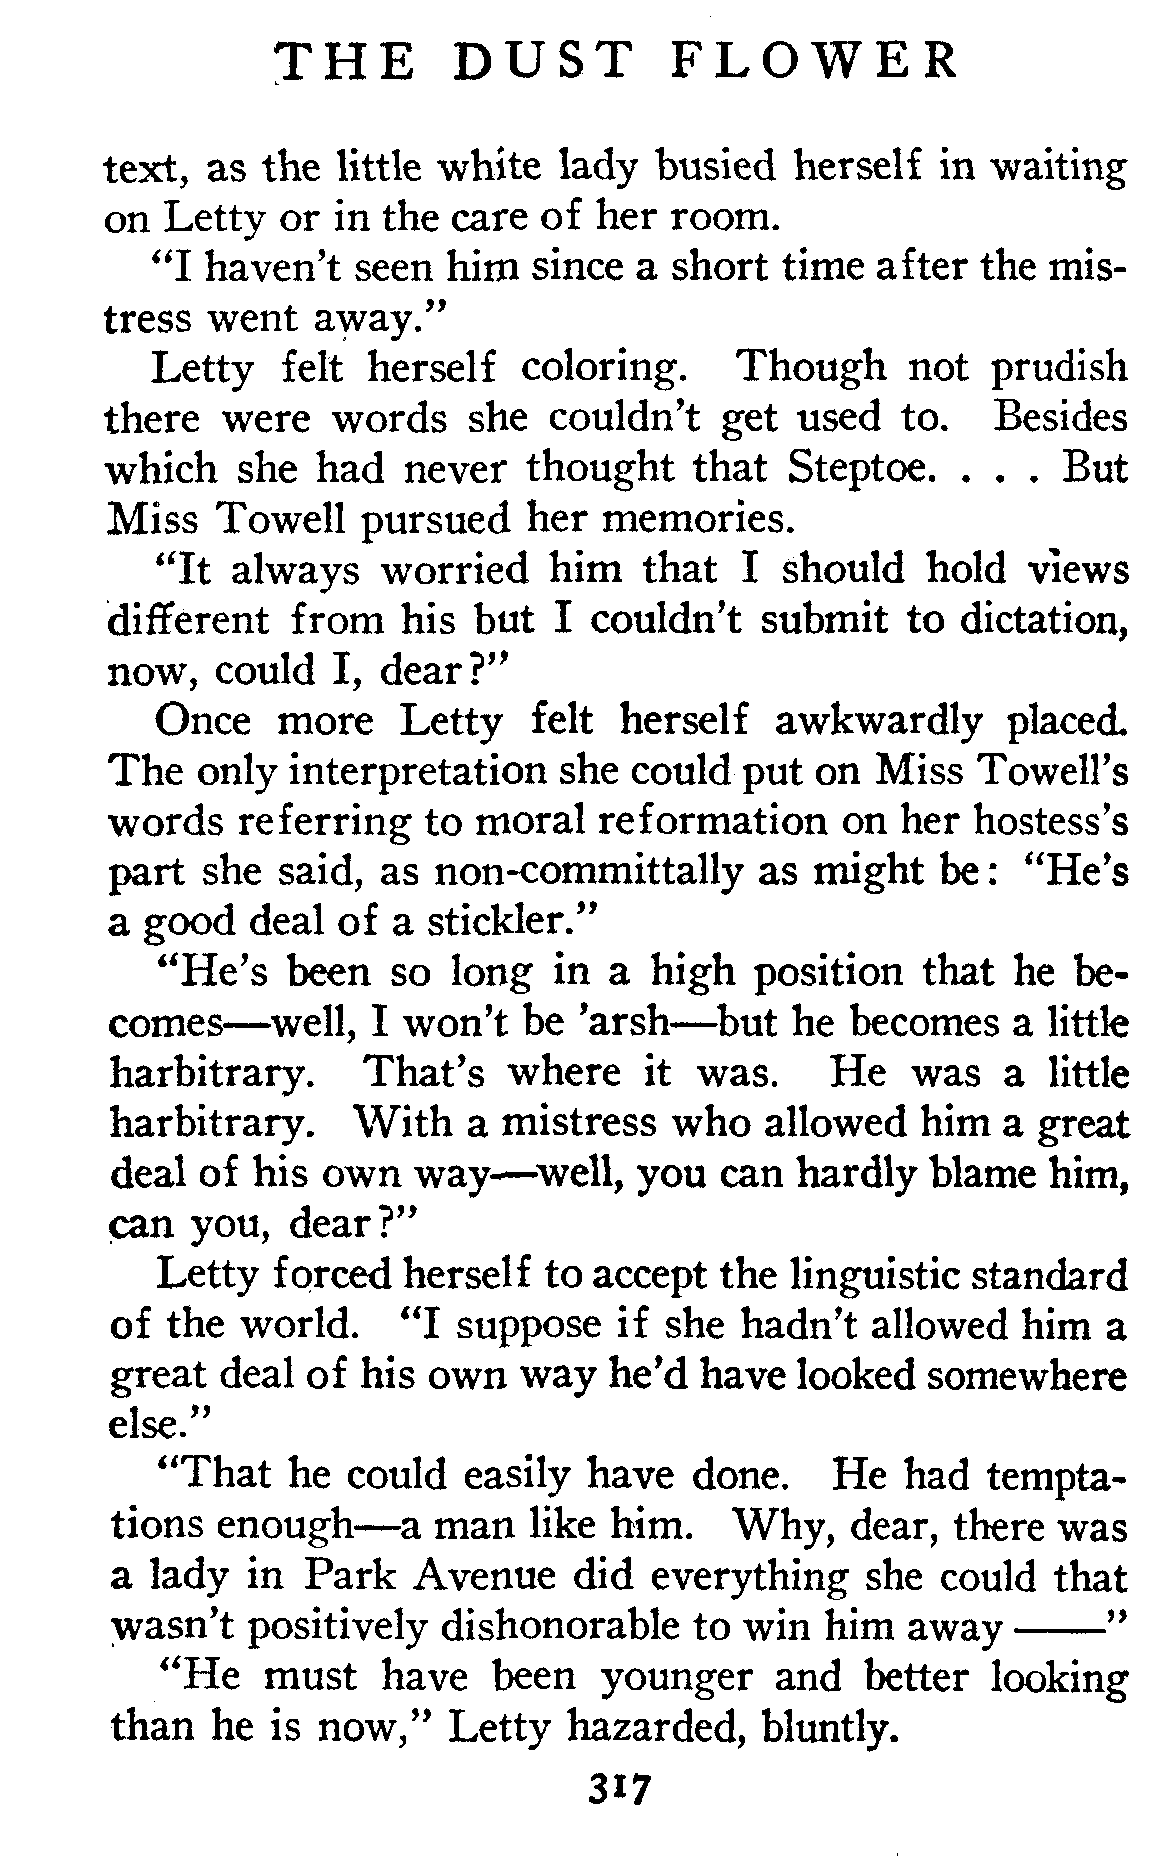 THE DUST FLOWER
text, as the little white lady busied herself in waiting
on Letty or in the care of her room.
"I haven't seen him since a short time after the mis-
tress went away."
Letty felt herself coloring. Though not prudish
there were words she couldn't get used to. Besides
which she had never thought that Steptoe. . . . But
Miss Towell pursued her memories.
"It always worried him that I should hold views
different from his but I couldn't submit to dictation,
now, could I, dear?"
Once more Letty felt herself awkwardly placed.
The only interpretation she could put on Miss Towell's
words referring to moral reformation on her hostess's
part she said, as non-committally as might be: "He's
a good deal of a stickler."
"He's been so long in a high position that he be-
comes—well, I won't be 'arsh—but he becomes a little
harbitrary. That's where it was. He was a little
harbitrary. With a mistress who allowed him a great
deal of his own way—well, you can hardly blame him,
can you, dear?"
Letty forced herself to accept the linguistic standard
of the world. "I suppose if she hadn't allowed him a
great deal of his own way he'd have looked somewhere
else."
"That he could easily have done. He had tempta-
tions enough—a man like him. Why, dear, there was
a lady in Park Avenue did everything she could that
wasn't positively dishonorable to win him away ——"
"He must have been younger and better looking
than he is now," Letty hazarded, bluntly.
317